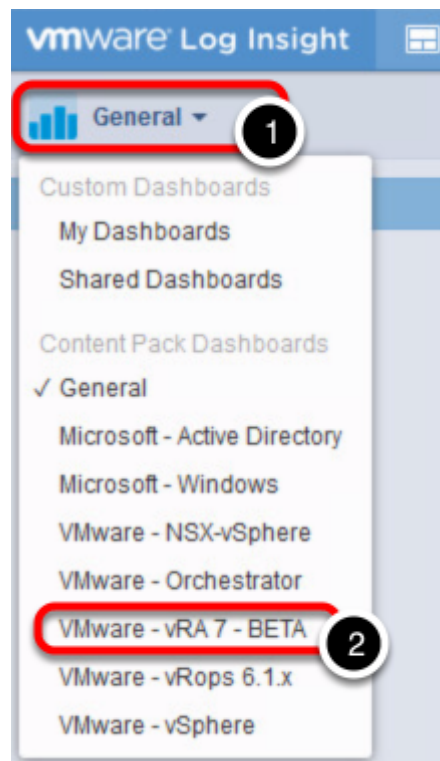 vmware Log Insight
General
1
Custom Dashboards
My Dashboards
Shared Dashboards
Content Pack Dashboards
✓ General
Microsoft - Active Directory
Microsoft - Windows
VMware - NSX-vSphere
VMware - Orchestrator
VMware - vRA 7 - BETA
2
VMware - vRops 6.1.x
VMware - vSphere